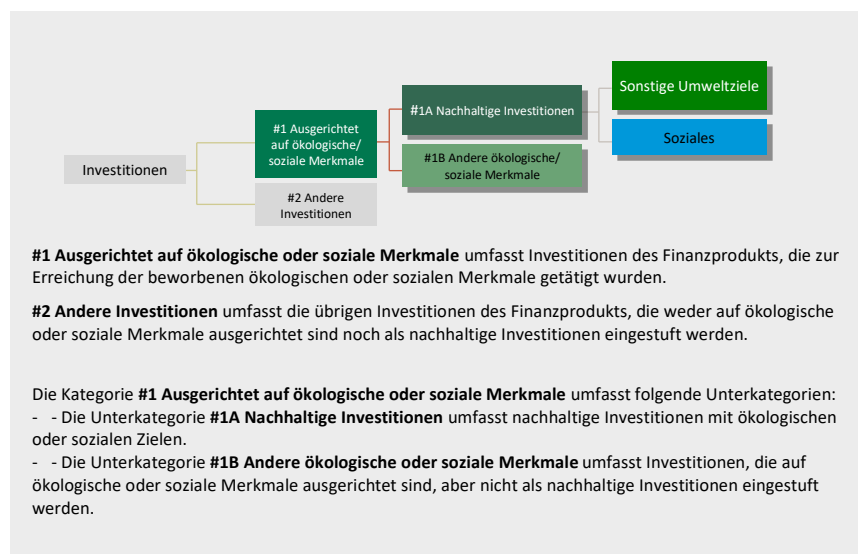 Investitionen
#1 Ausgerichtet
auf ökologische/
soziale Merkmale
#2 Andere
Investitionen
#1A Nachhaltige Investitionen
#1B Andere ökologische/
soziale Merkmale
Sonstige Umweltziele
Soziales
#1 Ausgerichtet auf ökologische oder soziale Merkmale umfasst Investitionen des Finanzprodukts, die zur
Erreichung der beworbenen ökologischen oder sozialen Merkmale getätigt wurden.
#2 Andere Investitionen umfasst die übrigen Investitionen des Finanzprodukts, die weder auf ökologische
oder soziale Merkmale ausgerichtet sind noch als nachhaltige Investitionen eingestuft werden.
Die Kategorie #1 Ausgerichtet auf ökologische oder soziale Merkmale umfasst folgende Unterkategorien:
- - Die Unterkategorie #1A Nachhaltige Investitionen umfasst nachhaltige Investitionen mit ökologischen
oder sozialen Zielen.
- - Die Unterkategorie #1B Andere ökologische oder soziale Merkmale umfasst Investitionen, die auf
ökologische oder soziale Merkmale ausgerichtet sind, aber nicht als nachhaltige Investitionen eingestuft
werden.